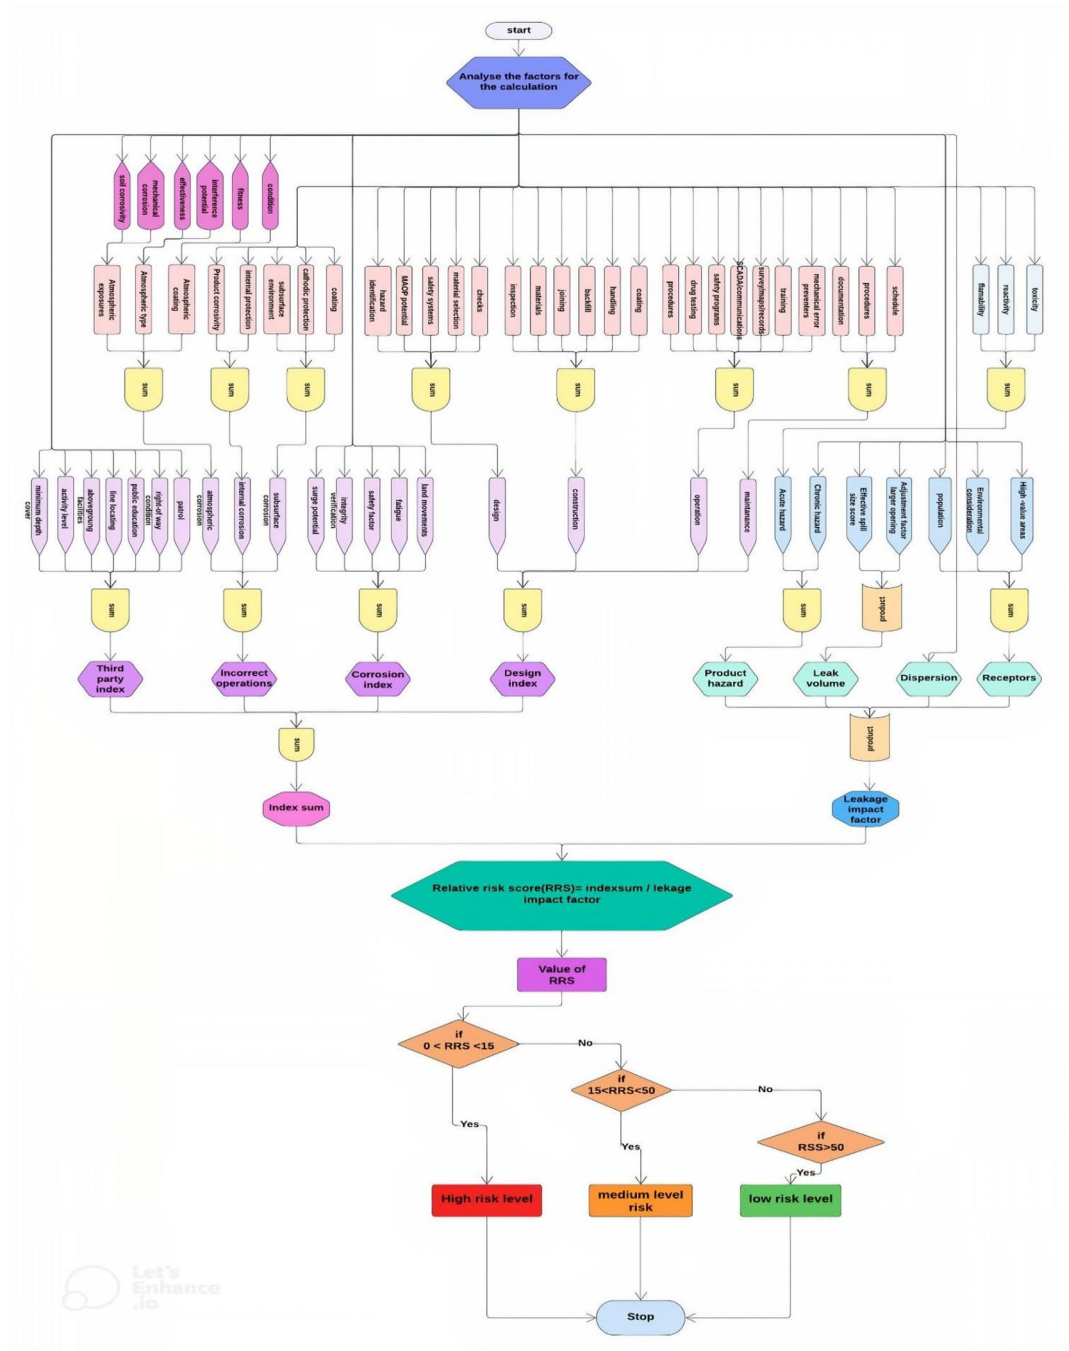 start
Analyse the factors for
the calculation
soil corrosivity
mechanical
corrosion
effectiveness
interference
potential
fitness
condition
Atmospheric
exposures
Atmospheric type
Atmospheric
coating
Product corrosivity
internal protection
subsurface
environment
cathodic protection
coating
hazard
identification
MAOP potential
safety systems
material selection
checks
inspection
materials
joining
backfill
handling
coating
procedures
drug testing
safety programs
SCADA/communications
survey/maps/records
training
mechanical error
preventers
documentation
procedures
schedule
flamability
reactivity
toxicity
sum
sum
sum
sum
sum
sum
sum
sum
minimum depth
cover
activity level
aboveground
facilities
line locating
public education
right-of way
condition
patrol
atmospheric
corrosion
internal corrosion
subsurface
corrosion
surge potential
integrity
verification
safety factor
fatigue
land movements
design
construction
operation
maintanance
Acute hazard
Chronic hazard
Effective spill
size score
Adjustment factor
larger opening
population
Environmental
consideration
High -value areas
sum
sum
sum
sum
sum
product
sum
Third
party
index
Incorrect
operations
Corrosion
index
Design
index
Product
hazard
Leak
volume
Dispersion
Receptors
sum
product
Index sum
Leakage
impact
factor
Relative risk score(RRS)= indexsum / lekage
impact factor
Value of
RRS
if
0 < RRS <15
No
if
15<RRS<50
No
if
RSS>50
Yes
Yes
Yes
High risk level
medium level
risk
low risk level
Stop
Let's
Enhance
.io